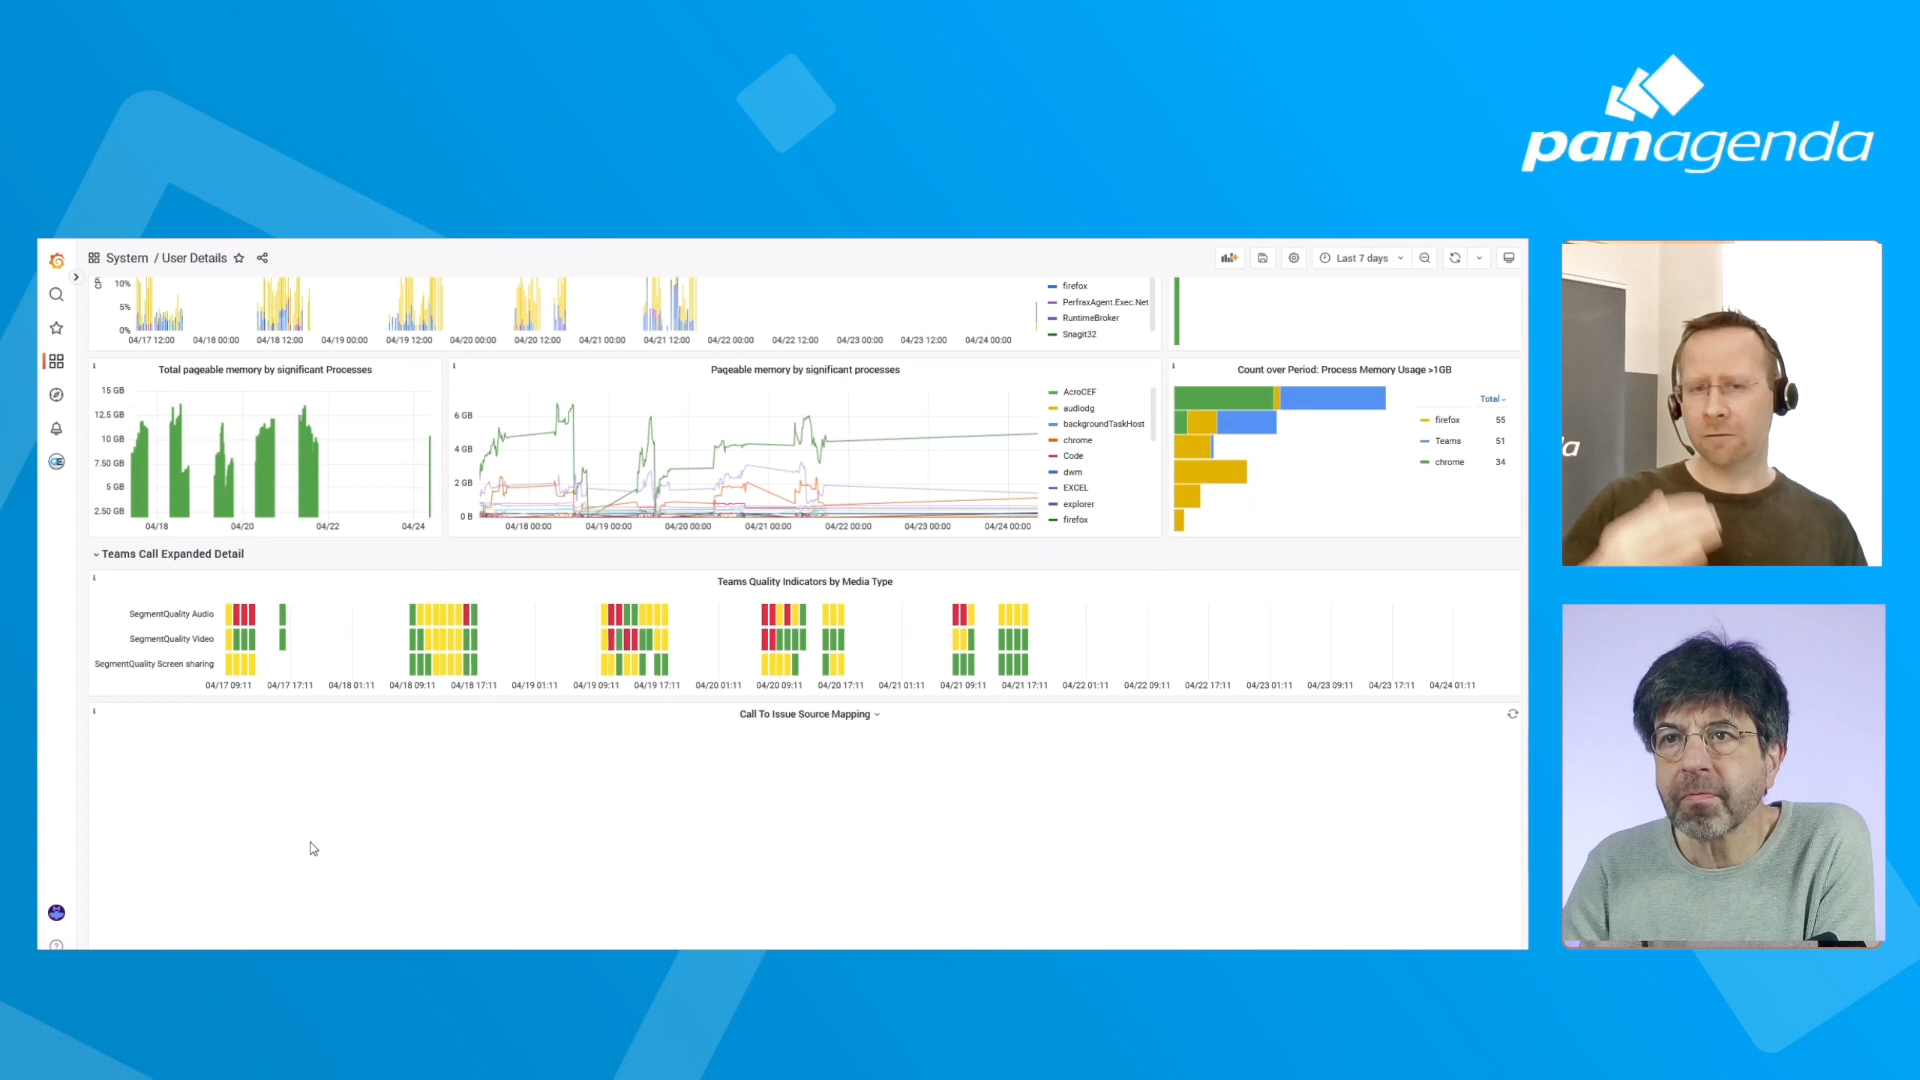 panagenda
System / User Details
Last 7 days
10%
5%
0%
04/17 12:00 04/18 00:00 04/18 12:00 04/19 00:00 04/19 12:00 04/20 00:00 04/20 12:00 04/21 00:00 04/21 12:00 04/22 00:00 04/22 12:00 04/23 00:00 04/23 12:00 04/24 00:00
firefox
PerfraxAgent.Exec.Net
RuntimeBroker
Snagit32
Total pageable memory by significant Processes
15 GB
12.5 GB
10 GB
7.50 GB
5 GB
2.50 GB
04/18 04/20 04/22 04/24
Pageable memory by significant processes
6 GB
4 GB
2 GB
0 B
04/18 00:00 04/19 00:00 04/20 00:00 04/21 00:00 04/22 00:00 04/23 00:00 04/24 00:00
AcroCEF
audiodg
backgroundTaskHost
chrome
Code
dwm
EXCEL
explorer
firefox
Count over Period: Process Memory Usage >1GB
Total
firefox 55
Teams 51
chrome 34
Teams Call Expanded Detail
Teams Quality Indicators by Media Type
SegmentQuality Audio
SegmentQuality Video
SegmentQuality Screen sharing
04/17 09:11 04/17 17:11 04/18 01:11 04/18 09:11 04/18 17:11 04/19 01:11 04/19 09:11 04/19 17:11 04/20 01:11 04/20 09:11 04/20 17:11 04/21 01:11 04/21 09:11 04/21 17:11 04/22 01:11 04/22 09:11 04/22 17:11 04/23 01:11 04/23 09:11 04/23 17:11 04/24 01:11
Call To Issue Source Mapping